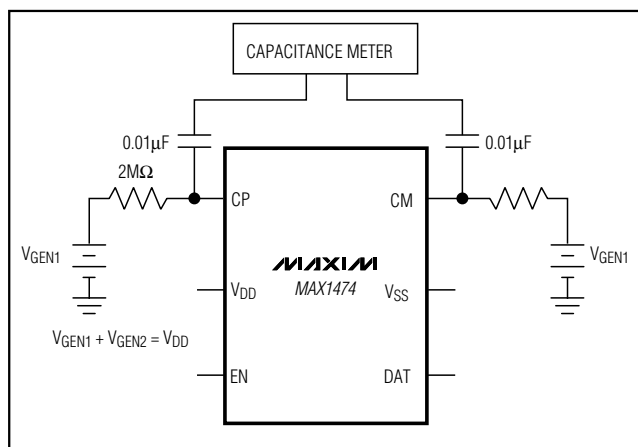 CAPACITANCE METER
0.01µF
0.01µF
2MΩ
CP
CM
VGEN1
VGEN1
MAXIM
MAX1474
VDD
VSS
VGEN1 + VGEN2 = VDD
EN
DAT